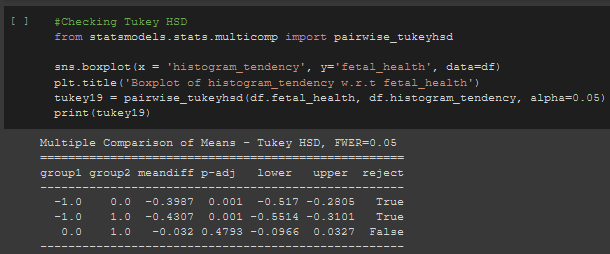 [ ] #Checking Tukey HSD
from statsmodels.stats.multicomp import pairwise_tukeyhsd
sns.boxplot(x = 'histogram_tendency', y='fetal_health', data=df)
plt.title('Boxplot of histogram_tendency w.r.t fetal_health')
tukey19 = pairwise_tukeyhsd(df.fetal_health, df.histogram_tendency, alpha=0.05)
print(tukey19)
Multiple Comparison of Means - Tukey HSD, FWER=0.05
====================================================
group1 group2 meandiff p-adj lower upper reject
----------------------------------------------------
-1.0 0.0 -0.3987 0.001 -0.517 -0.2805 True
-1.0 1.0 -0.4307 0.001 -0.5514 -0.3101 True
0.0 1.0 -0.032 0.4793 -0.0966 0.0327 False
----------------------------------------------------